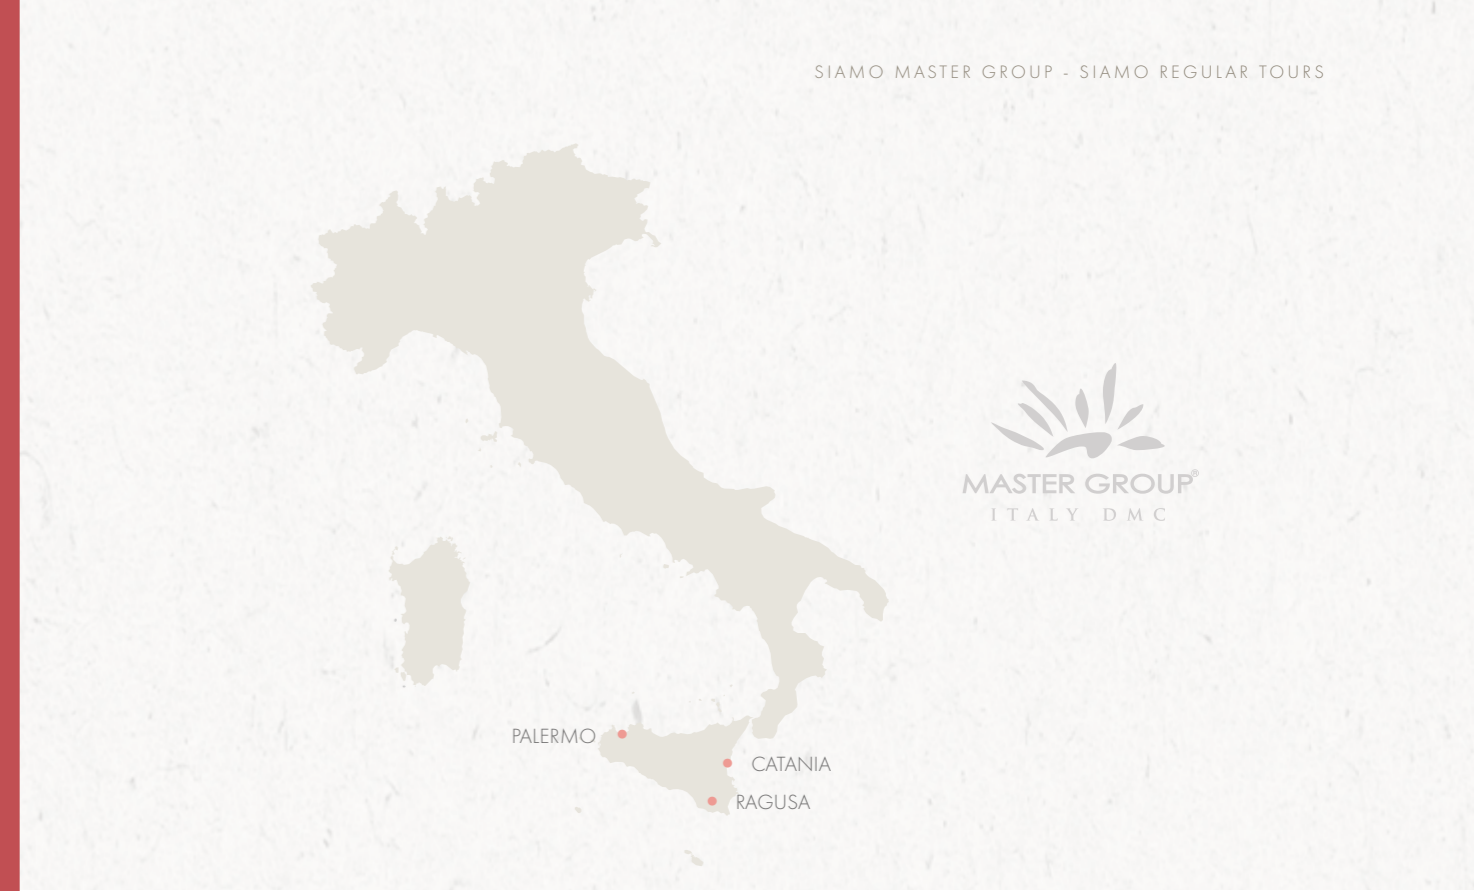 SIAMO MASTER GROUP - SIAMO REGULAR TOURS
MASTER GROUP®
ITALY DMC
PALERMO
CATANIA
RAGUSA